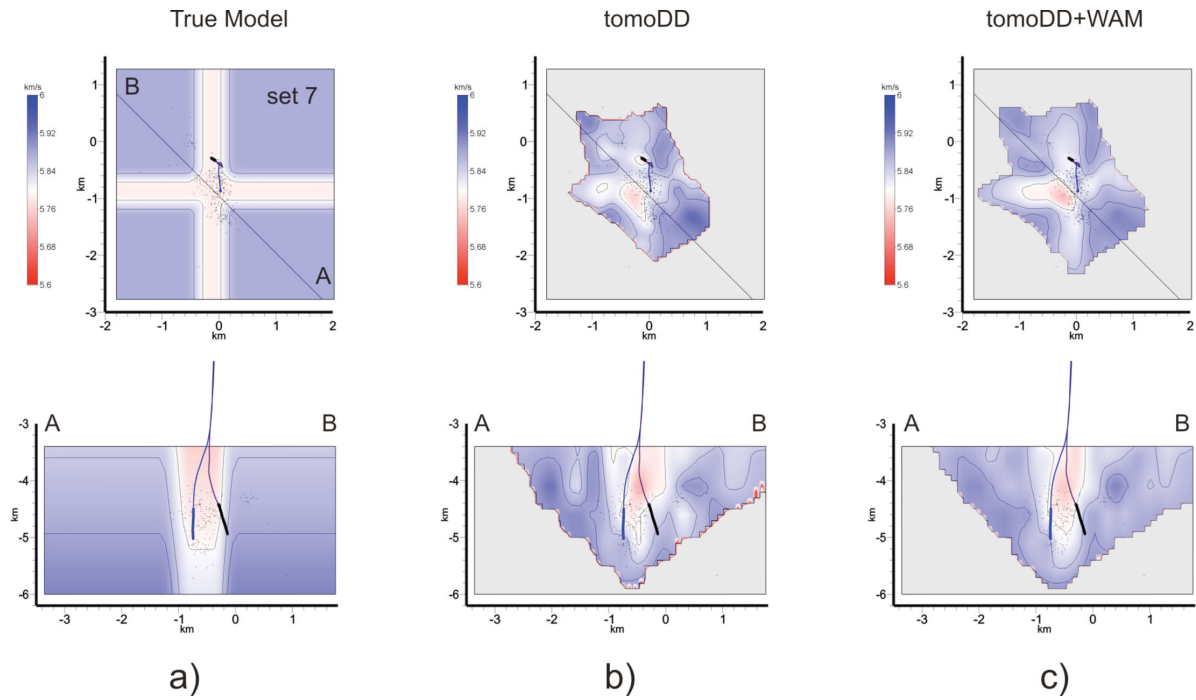 True Model
tomoDD
tomoDD+WAM
km/s
6
5.92
5.84
5.76
5.68
5.6
1
0
-1
-2
-3
km
B
set 7
A
-2 -1 0 1 2
km
km/s
6
5.92
5.84
5.76
5.68
5.6
1
0
-1
-2
-3
km
-2 -1 0 1 2
km
km/s
6
5.92
5.84
5.76
5.68
5.6
1
0
-1
-2
-3
km
-2 -1 0 1 2
km
A B
-3
-4
-5
-6
km
-3 -2 -1 0 1
km
A B
-3
-4
-5
-6
km
-3 -2 -1 0 1
km
A B
-3
-4
-5
-6
km
-3 -2 -1 0 1
km
a)
b)
c)